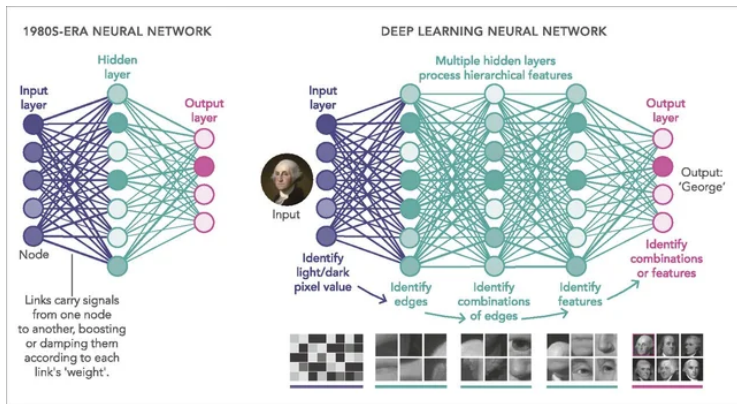 1980S-ERA NEURAL NETWORK
Hidden
layer
Input
layer
Output
layer
Node
Links carry signals
from one node
to another, boosting
or damping them
according to each
link's 'weight'.
DEEP LEARNING NEURAL NETWORK
Multiple hidden layers
process hierarchical features
Input
layer
Output
layer
Input
Output:
'George'
Identify
light/dark
pixel value
Identify
edges
Identify
combinations
of edges
Identify
features
Identify
combinations
or features